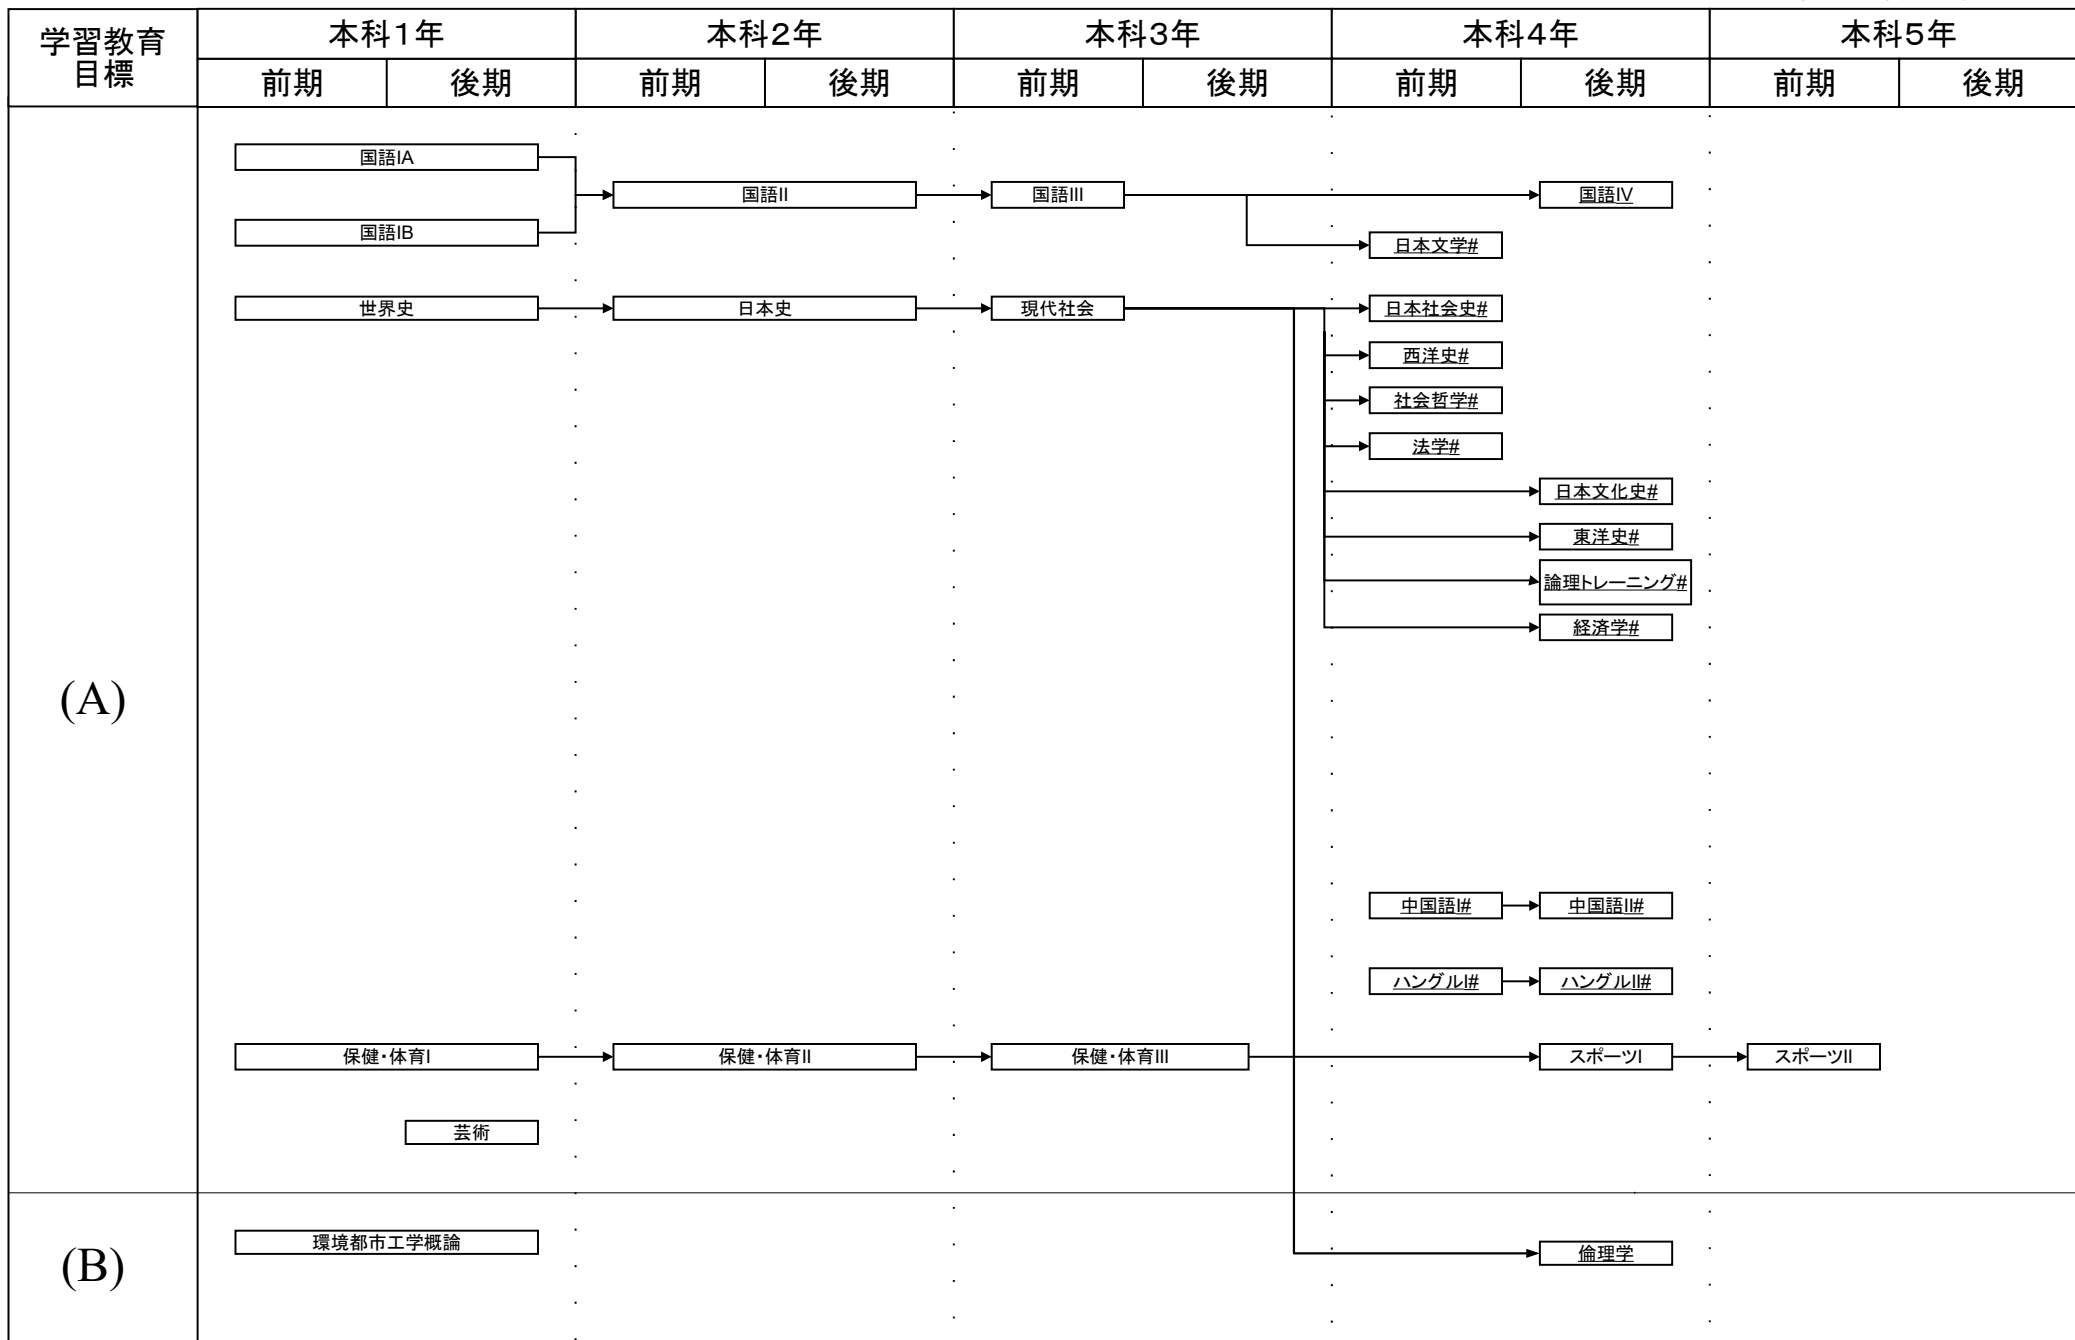 学習教育
目標
本科1年
本科2年
本科3年
本科4年
本科5年
前期
後期
前期
後期
前期
後期
前期
後期
前期
後期
(A)
国語IA
国語II
国語III
国語IV
国語IB
日本文学#
世界史
日本史
現代社会
日本社会史#
西洋史#
社会哲学#
法学#
日本文化史#
東洋史#
論理トレーニング#
経済学#
中国語I#
中国語II#
ハングルI#
ハングルII#
保健・体育I
保健・体育II
保健・体育III
スポーツI
スポーツII
芸術
(B)
環境都市工学概論
倫理学